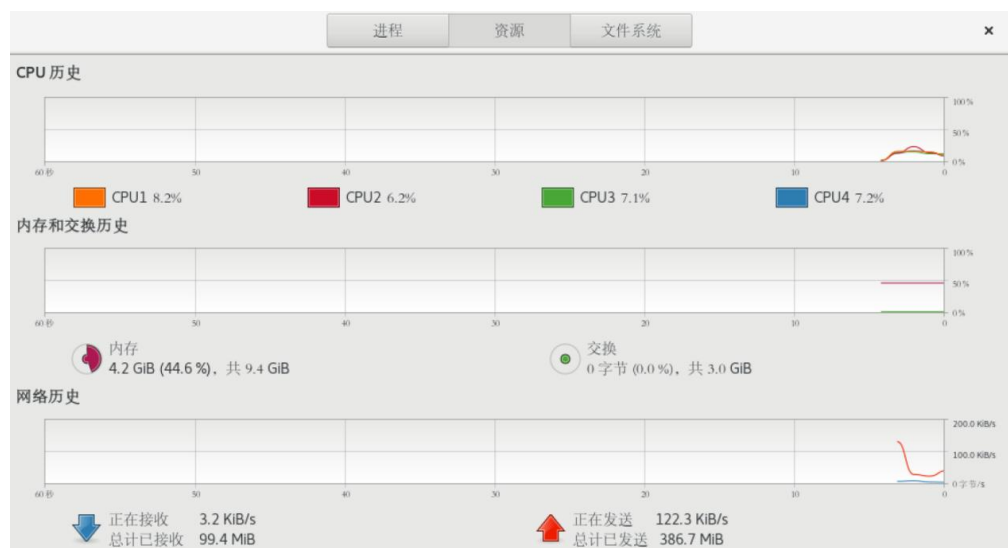 进程 资源 文件系统 ×
CPU 历史
100%
50%
0%
60 秒 50 40 30 20 10 0
CPU1 8.2% CPU2 6.2% CPU3 7.1% CPU4 7.2%
内存和交换历史
100%
50%
0%
60 秒 50 40 30 20 10 0
内存
4.2 GiB (44.6 %)，共 9.4 GiB
交换
0 字节 (0.0 %)，共 3.0 GiB
网络历史
200.0 KiB/s
100.0 KiB/s
0 字节/s
60 秒 50 40 30 20 10 0
正在接收 3.2 KiB/s
总计已接收 99.4 MiB
正在发送 122.3 KiB/s
总计已发送 386.7 MiB